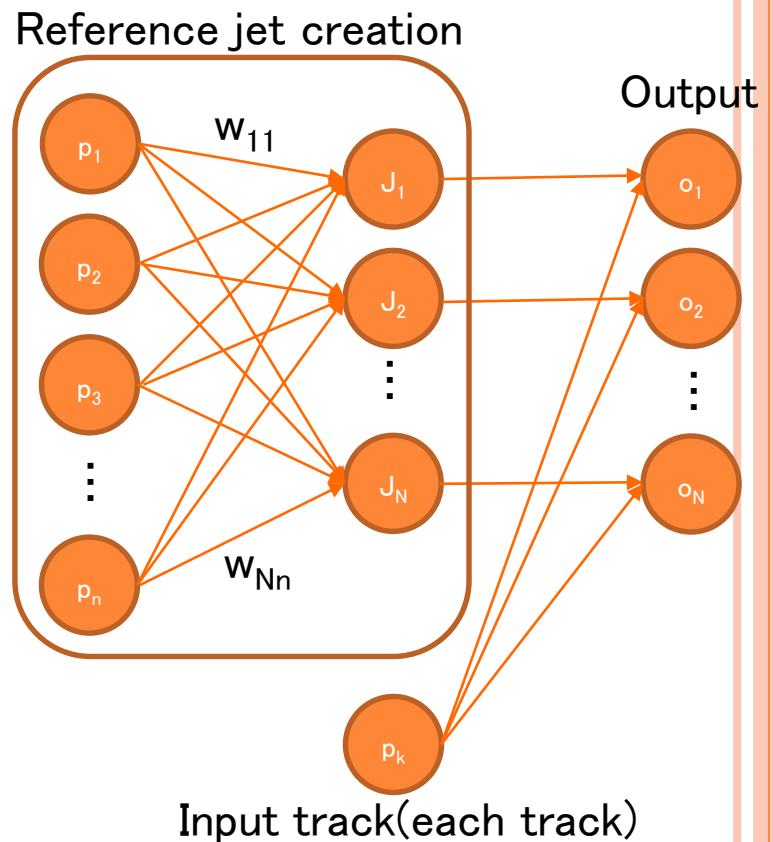 Reference jet creation
Output
w11
p1
J1
o1
p2
J2
o2
p3
⋮
⋮
⋮
JN
oN
wNn
pn
pk
Input track(each track)